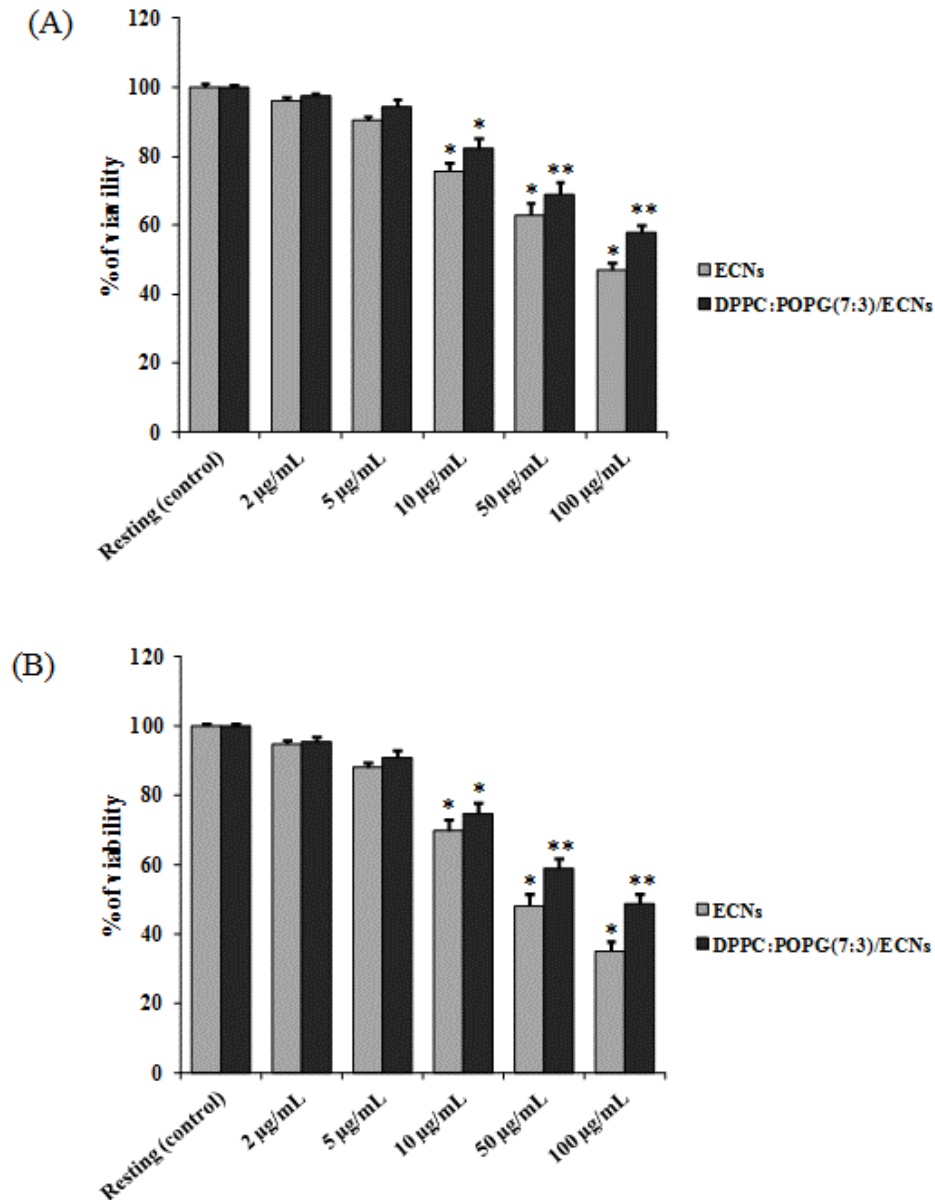 (A)
120
100
80
60
40
20
0
% of viavility
* *
* **
* **
Resting (control)
2 µg/mL
5 µg/mL
10 µg/mL
50 µg/mL
100 µg/mL
ECNs
DPPC:POPG(7:3)/ECNs
(B)
120
100
80
60
40
20
0
% of viability
* *
* **
* **
Resting (control)
2 µg/mL
5 µg/mL
10 µg/mL
50 µg/mL
100 µg/mL
ECNs
DPPC:POPG(7:3)/ECNs